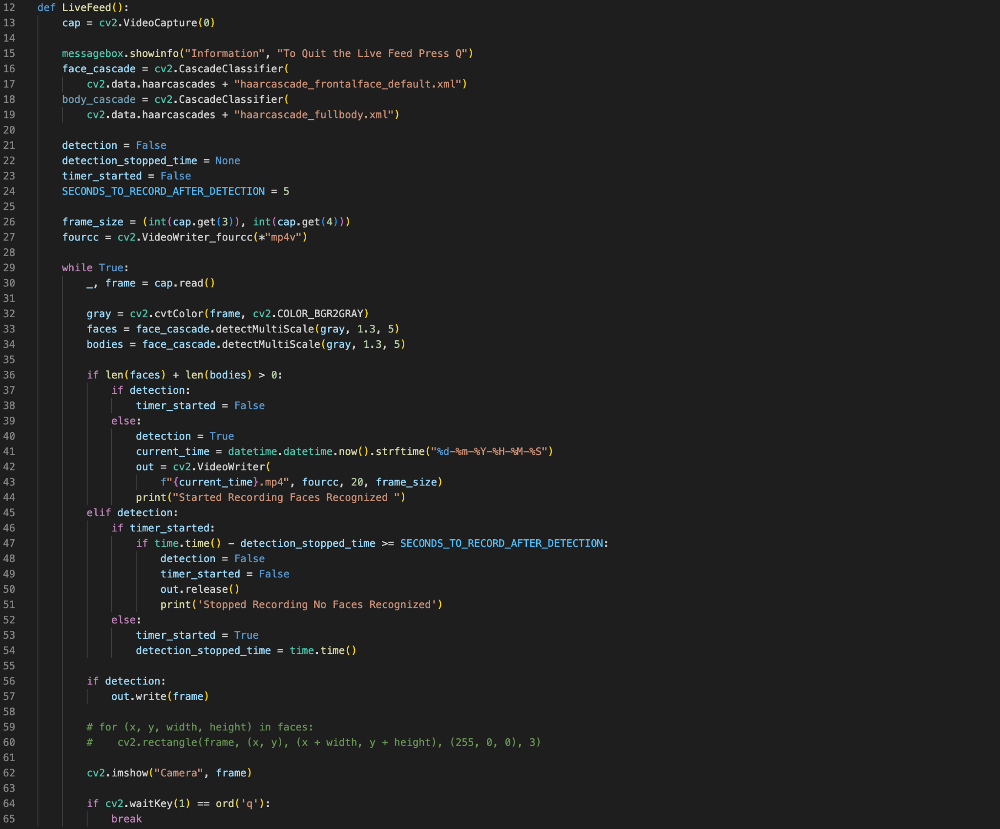 12 def LiveFeed():
13     cap = cv2.VideoCapture(0)
14
15     messagebox.showinfo("Information", "To Quit the Live Feed Press Q")
16     face_cascade = cv2.CascadeClassifier(
17         cv2.data.haarcascades + "haarcascade_frontalface_default.xml")
18     body_cascade = cv2.CascadeClassifier(
19         cv2.data.haarcascades + "haarcascade_fullbody.xml")
20
21     detection = False
22     detection_stopped_time = None
23     timer_started = False
24     SECONDS_TO_RECORD_AFTER_DETECTION = 5
25
26     frame_size = (int(cap.get(3)), int(cap.get(4)))
27     fourcc = cv2.VideoWriter_fourcc(*"mp4v")
28
29     while True:
30         _, frame = cap.read()
31
32         gray = cv2.cvtColor(frame, cv2.COLOR_BGR2GRAY)
33         faces = face_cascade.detectMultiScale(gray, 1.3, 5)
34         bodies = face_cascade.detectMultiScale(gray, 1.3, 5)
35
36         if len(faces) + len(bodies) > 0:
37             if detection:
38                 timer_started = False
39             else:
40                 detection = True
41                 current_time = datetime.datetime.now().strftime("%d-%m-%Y-%H-%M-%S")
42                 out = cv2.VideoWriter(
43                     f"{current_time}.mp4", fourcc, 20, frame_size)
44                 print("Started Recording Faces Recognized ")
45         elif detection:
46             if timer_started:
47                 if time.time() - detection_stopped_time >= SECONDS_TO_RECORD_AFTER_DETECTION:
48                     detection = False
49                     timer_started = False
50                     out.release()
51                     print('Stopped Recording No Faces Recognized')
52             else:
53                 timer_started = True
54                 detection_stopped_time = time.time()
55
56         if detection:
57             out.write(frame)
58
59         # for (x, y, width, height) in faces:
60         #    cv2.rectangle(frame, (x, y), (x + width, y + height), (255, 0, 0), 3)
61
62         cv2.imshow("Camera", frame)
63
64         if cv2.waitKey(1) == ord('q'):
65             break